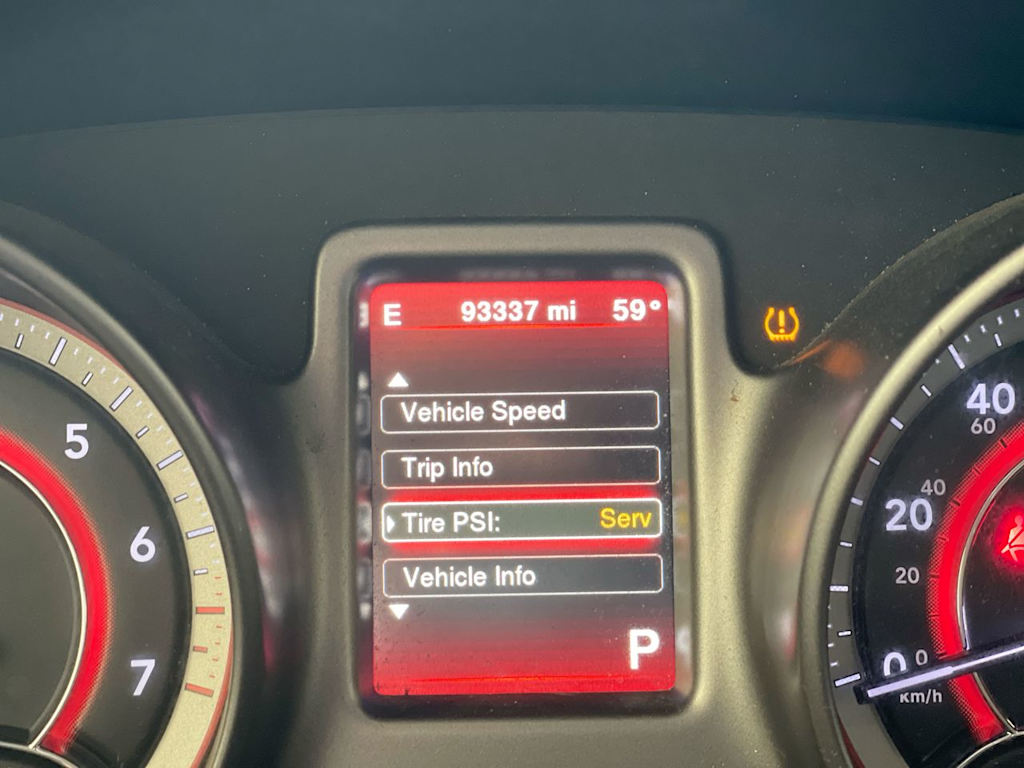 E 93337 mi 59°
Vehicle Speed
Trip Info
Tire PSI: Serv
Vehicle Info
P
5
6
7
40
60
40
20
20
0
0
km/h